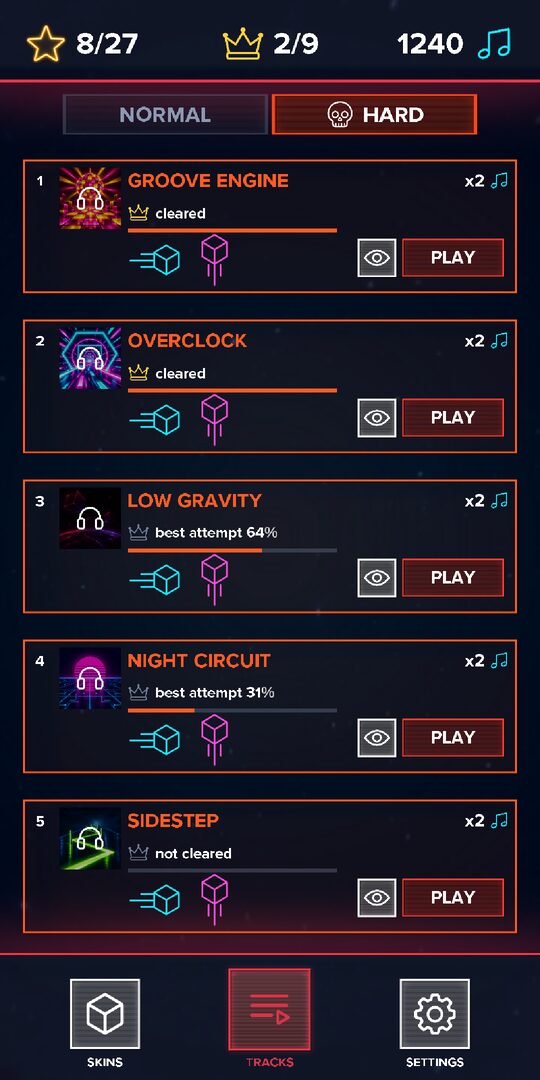 8/27 2/9 1240
NORMAL HARD
1 GROOVE ENGINE x2
cleared
PLAY
2 OVERCLOCK x2
cleared
PLAY
3 LOW GRAVITY x2
best attempt 64%
PLAY
4 NIGHT CIRCUIT x2
best attempt 31%
PLAY
5 SIDESTEP x2
not cleared
PLAY
SKINS TRACKS SETTINGS